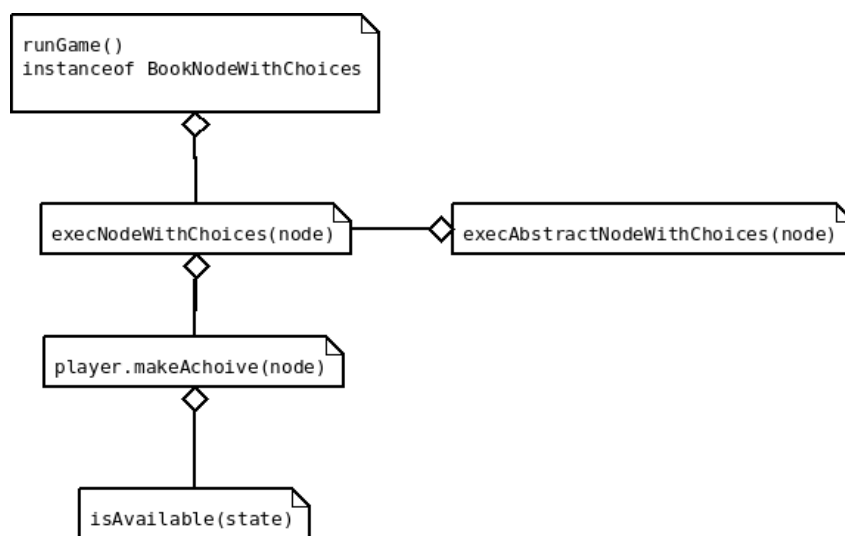 runGame()
instanceof BookNodeWithChoices
execNodeWithChoices(node)
execAbstractNodeWithChoices(node)
player.makeAchoive(node)
isAvailable(state)